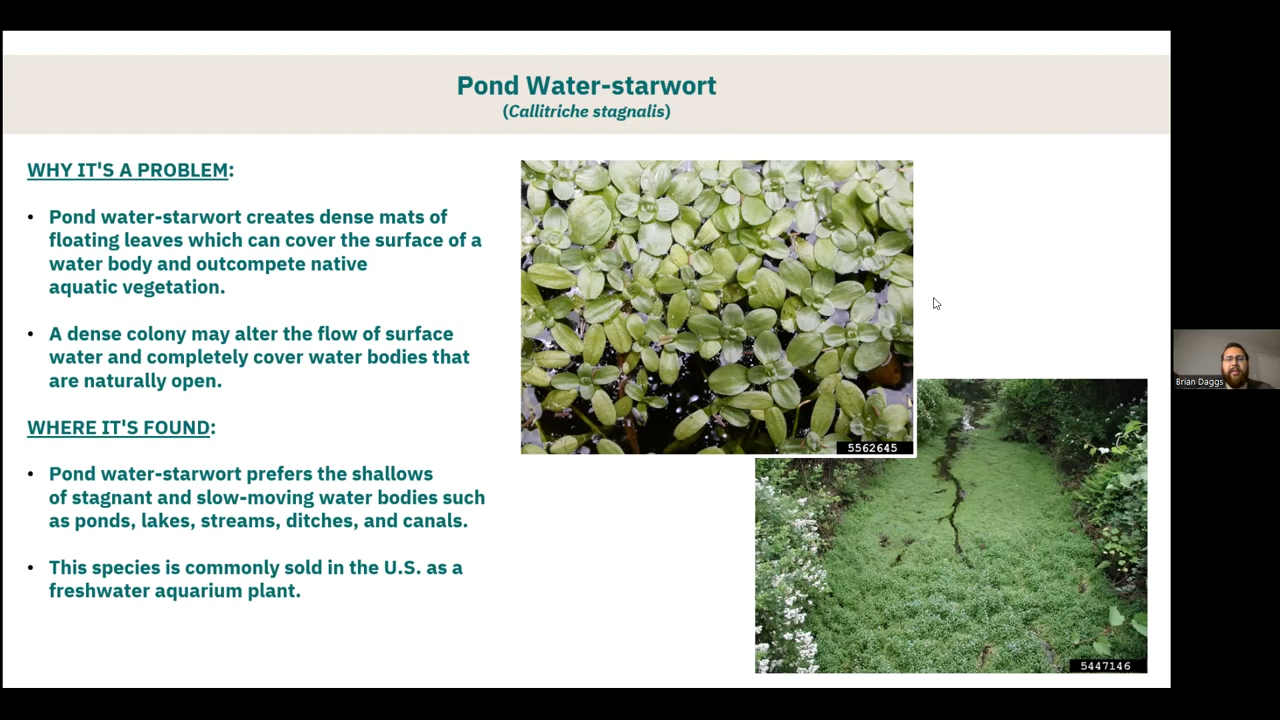 Pond Water-starwort
(Callitriche stagnalis)
WHY IT'S A PROBLEM:
• Pond water-starwort creates dense mats of
floating leaves which can cover the surface of a
water body and outcompete native
aquatic vegetation.
• A dense colony may alter the flow of surface
water and completely cover water bodies that
are naturally open.
WHERE IT'S FOUND:
• Pond water-starwort prefers the shallows
of stagnant and slow-moving water bodies such
as ponds, lakes, streams, ditches, and canals.
• This species is commonly sold in the U.S. as a
freshwater aquarium plant.
5562645
5447146
Brian Daggs